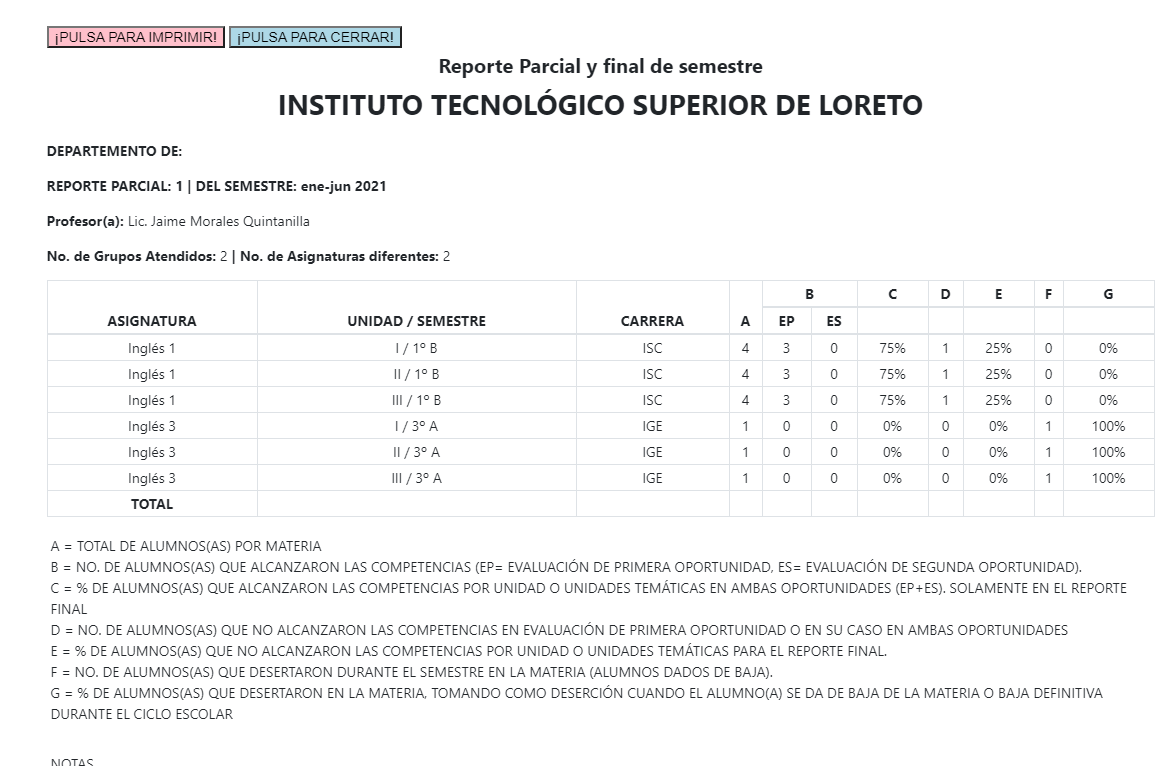 ¡PULSA PARA IMPRIMIR! ¡PULSA PARA CERRAR!
Reporte Parcial y final de semestre
INSTITUTO TECNOLÓGICO SUPERIOR DE LORETO
DEPARTEMENTO DE:
REPORTE PARCIAL: 1 | DEL SEMESTRE: ene-jun 2021
Profesor(a): Lic. Jaime Morales Quintanilla
No. de Grupos Atendidos: 2 | No. de Asignaturas diferentes: 2
B C D E F G
ASIGNATURA UNIDAD / SEMESTRE CARRERA A EP ES
Inglés 1 I / 1º B ISC 4 3 0 75% 1 25% 0 0%
Inglés 1 II / 1º B ISC 4 3 0 75% 1 25% 0 0%
Inglés 1 III / 1º B ISC 4 3 0 75% 1 25% 0 0%
Inglés 3 I / 3º A IGE 1 0 0 0% 0 0% 1 100%
Inglés 3 II / 3º A IGE 1 0 0 0% 0 0% 1 100%
Inglés 3 III / 3º A IGE 1 0 0 0% 0 0% 1 100%
TOTAL
A = TOTAL DE ALUMNOS(AS) POR MATERIA
B = NO. DE ALUMNOS(AS) QUE ALCANZARON LAS COMPETENCIAS (EP= EVALUACIÓN DE PRIMERA OPORTUNIDAD, ES= EVALUACIÓN DE SEGUNDA OPORTUNIDAD).
C = % DE ALUMNOS(AS) QUE ALCANZARON LAS COMPETENCIAS POR UNIDAD O UNIDADES TEMÁTICAS EN AMBAS OPORTUNIDADES (EP+ES). SOLAMENTE EN EL REPORTE
FINAL
D = NO. DE ALUMNOS(AS) QUE NO ALCANZARON LAS COMPETENCIAS EN EVALUACIÓN DE PRIMERA OPORTUNIDAD O EN SU CASO EN AMBAS OPORTUNIDADES
E = % DE ALUMNOS(AS) QUE NO ALCANZARON LAS COMPETENCIAS POR UNIDAD O UNIDADES TEMÁTICAS PARA EL REPORTE FINAL.
F = NO. DE ALUMNOS(AS) QUE DESERTARON DURANTE EL SEMESTRE EN LA MATERIA (ALUMNOS DADOS DE BAJA).
G = % DE ALUMNOS(AS) QUE DESERTARON EN LA MATERIA, TOMANDO COMO DESERCIÓN CUANDO EL ALUMNO(A) SE DA DE BAJA DE LA MATERIA O BAJA DEFINITIVA
DURANTE EL CICLO ESCOLAR
NOTAS